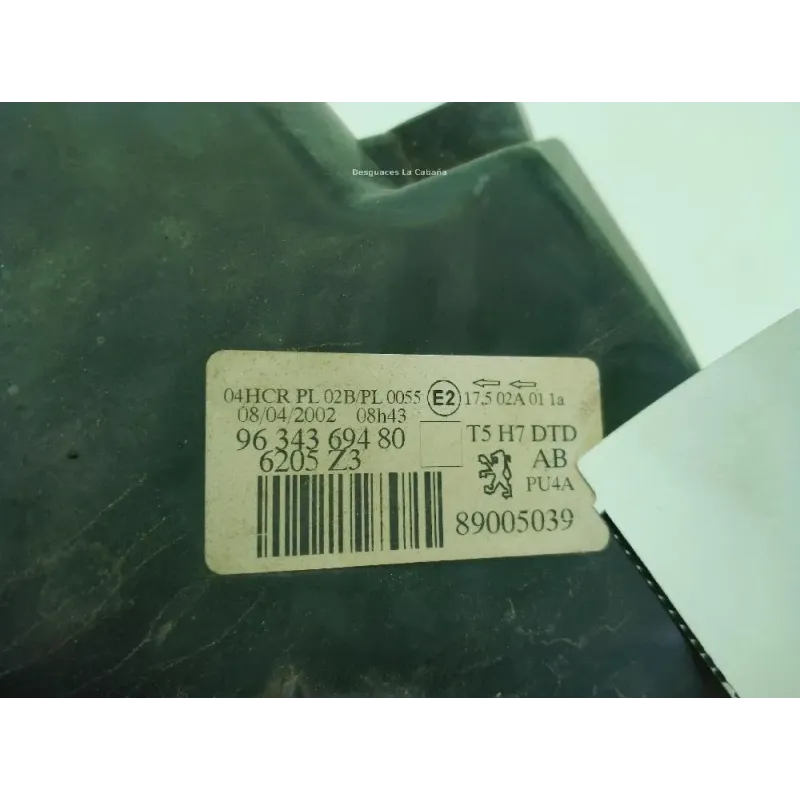 Desguaces La Cabaña
04HCR PL 02B/PL 0055 E2 17,5 02A 01 1a
08/04/2002 08h43
96 343 694 80 T5 H7 DTD
6205 Z3 AB
PU4A
89005039